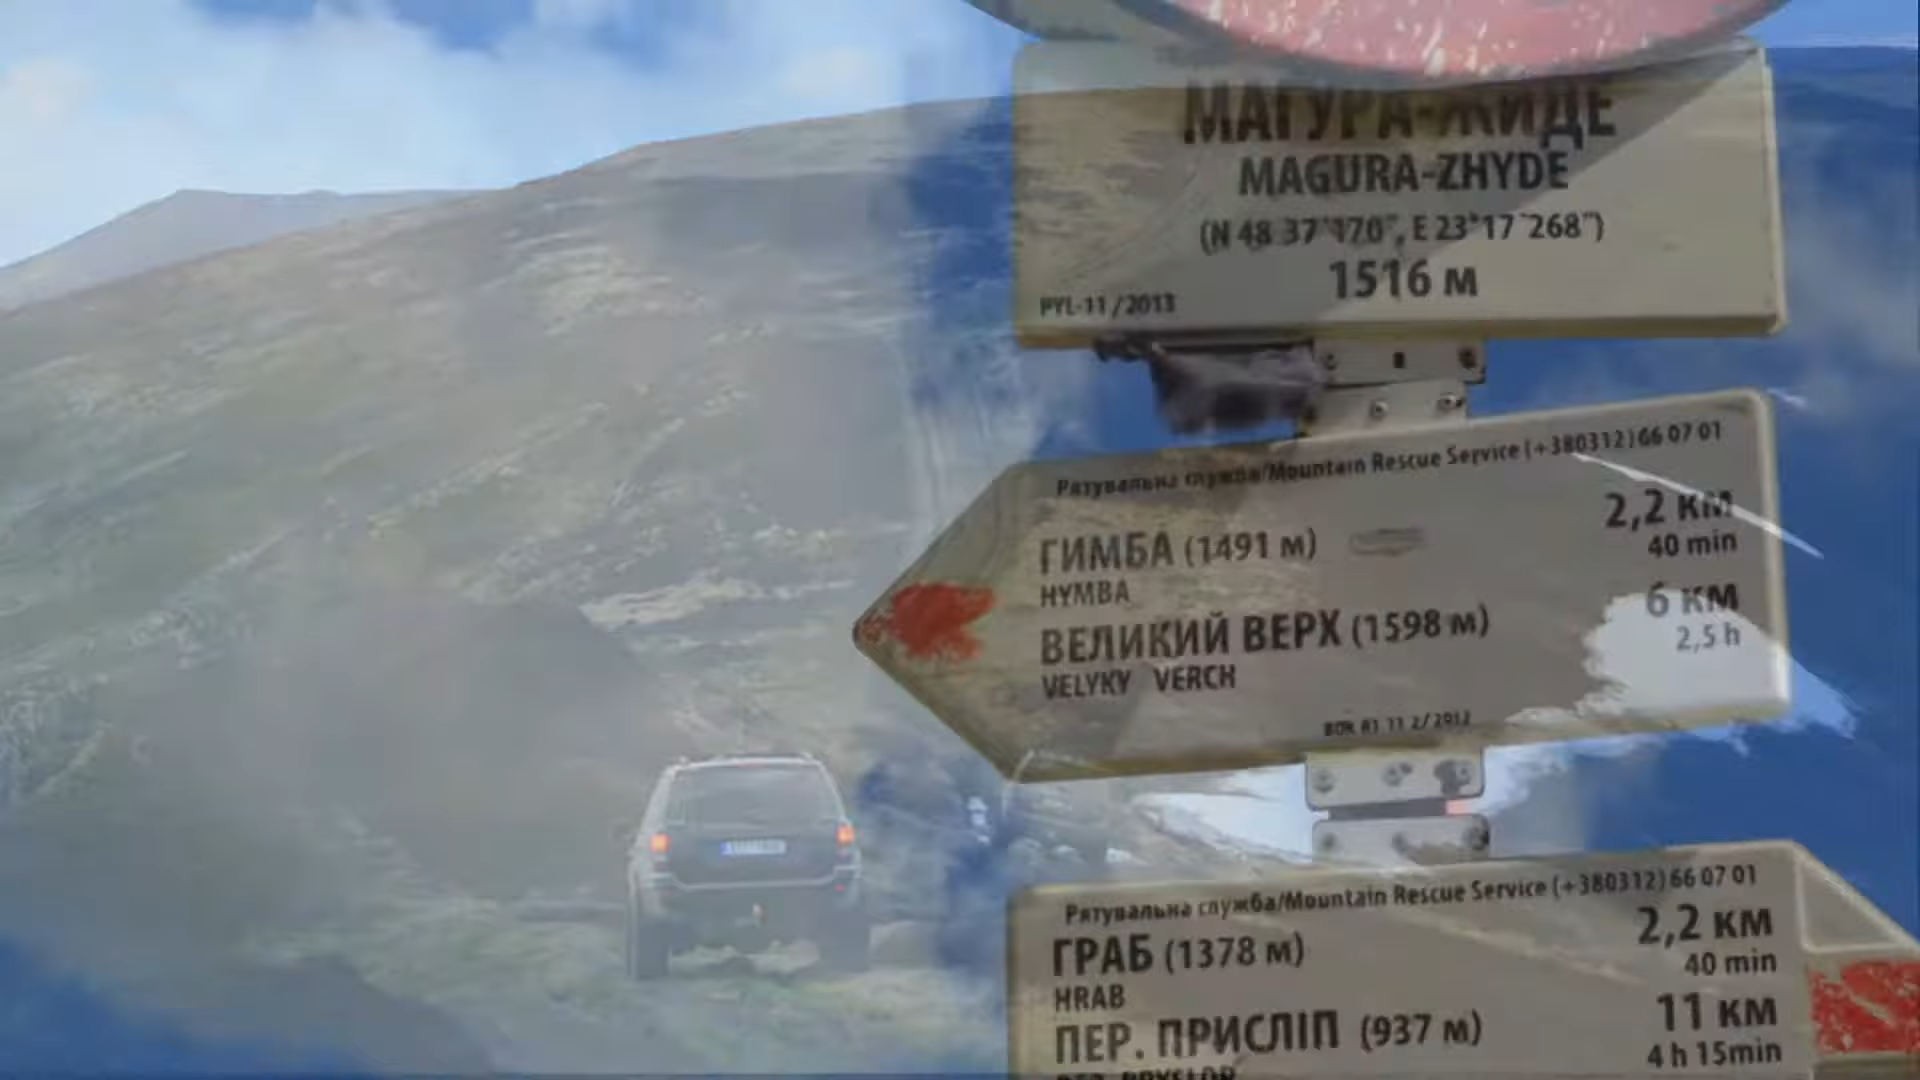 МАГУРА-ЖИДЕ
MAGURA-ZHYDE
(N 48 37 170", E 23°17 268")
1516 м
PYL-11/2013
Рятувальна служба/Mountain Rescue Service (+380312) 66 07 01
2,2 км
ГИМБА (1491 м)
40 min
HYMBA
6 км
ВЕЛИКИЙ ВЕРХ (1598 м)
2,5 h
VELYKY VERCH
Рятувальна служба/Mountain Rescue Service (+380312) 66 07 01
2,2 км
ГРАБ (1378 м)
40 min
HRAB
11 км
ПЕР. ПРИСЛІП (937 м)
4 h 15min